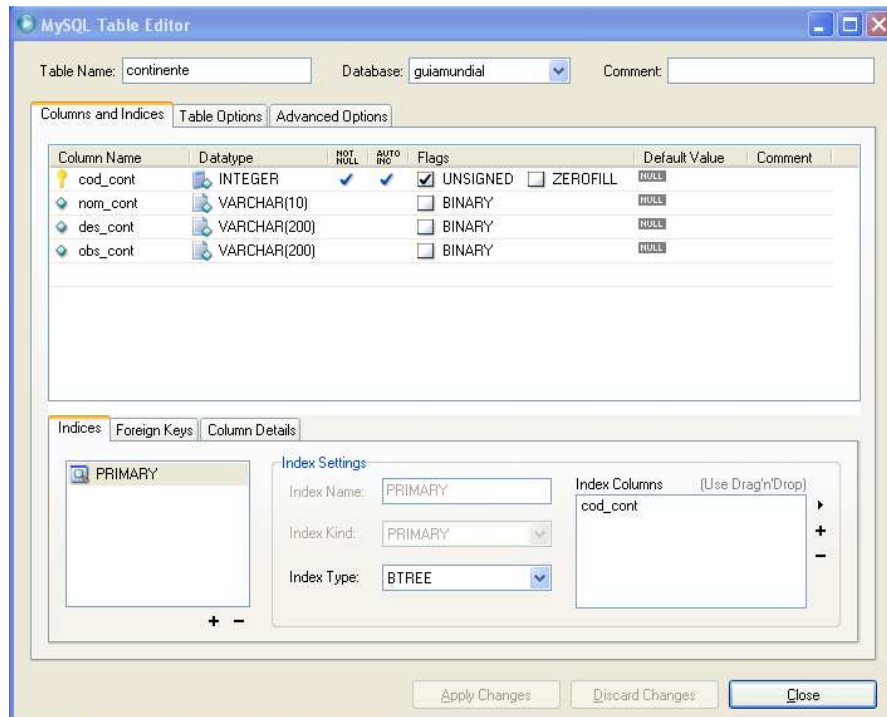 MySQL Table Editor
Table Name: continente Database: guiamundial Comment:
Columns and Indices Table Options Advanced Options
Column Name Datatype NOT NULL AUTO INC Flags Default Value Comment
cod_cont INTEGER UNSIGNED ZEROFILL NULL
nom_cont VARCHAR(10) BINARY NULL
des_cont VARCHAR(200) BINARY NULL
obs_cont VARCHAR(200) BINARY NULL
Indices Foreign Keys Column Details
PRIMARY
Index Settings
Index Name: PRIMARY
Index Kind: PRIMARY
Index Type: BTREE
Index Columns (Use Drag'n'Drop)
cod_cont
Apply Changes Discard Changes Close